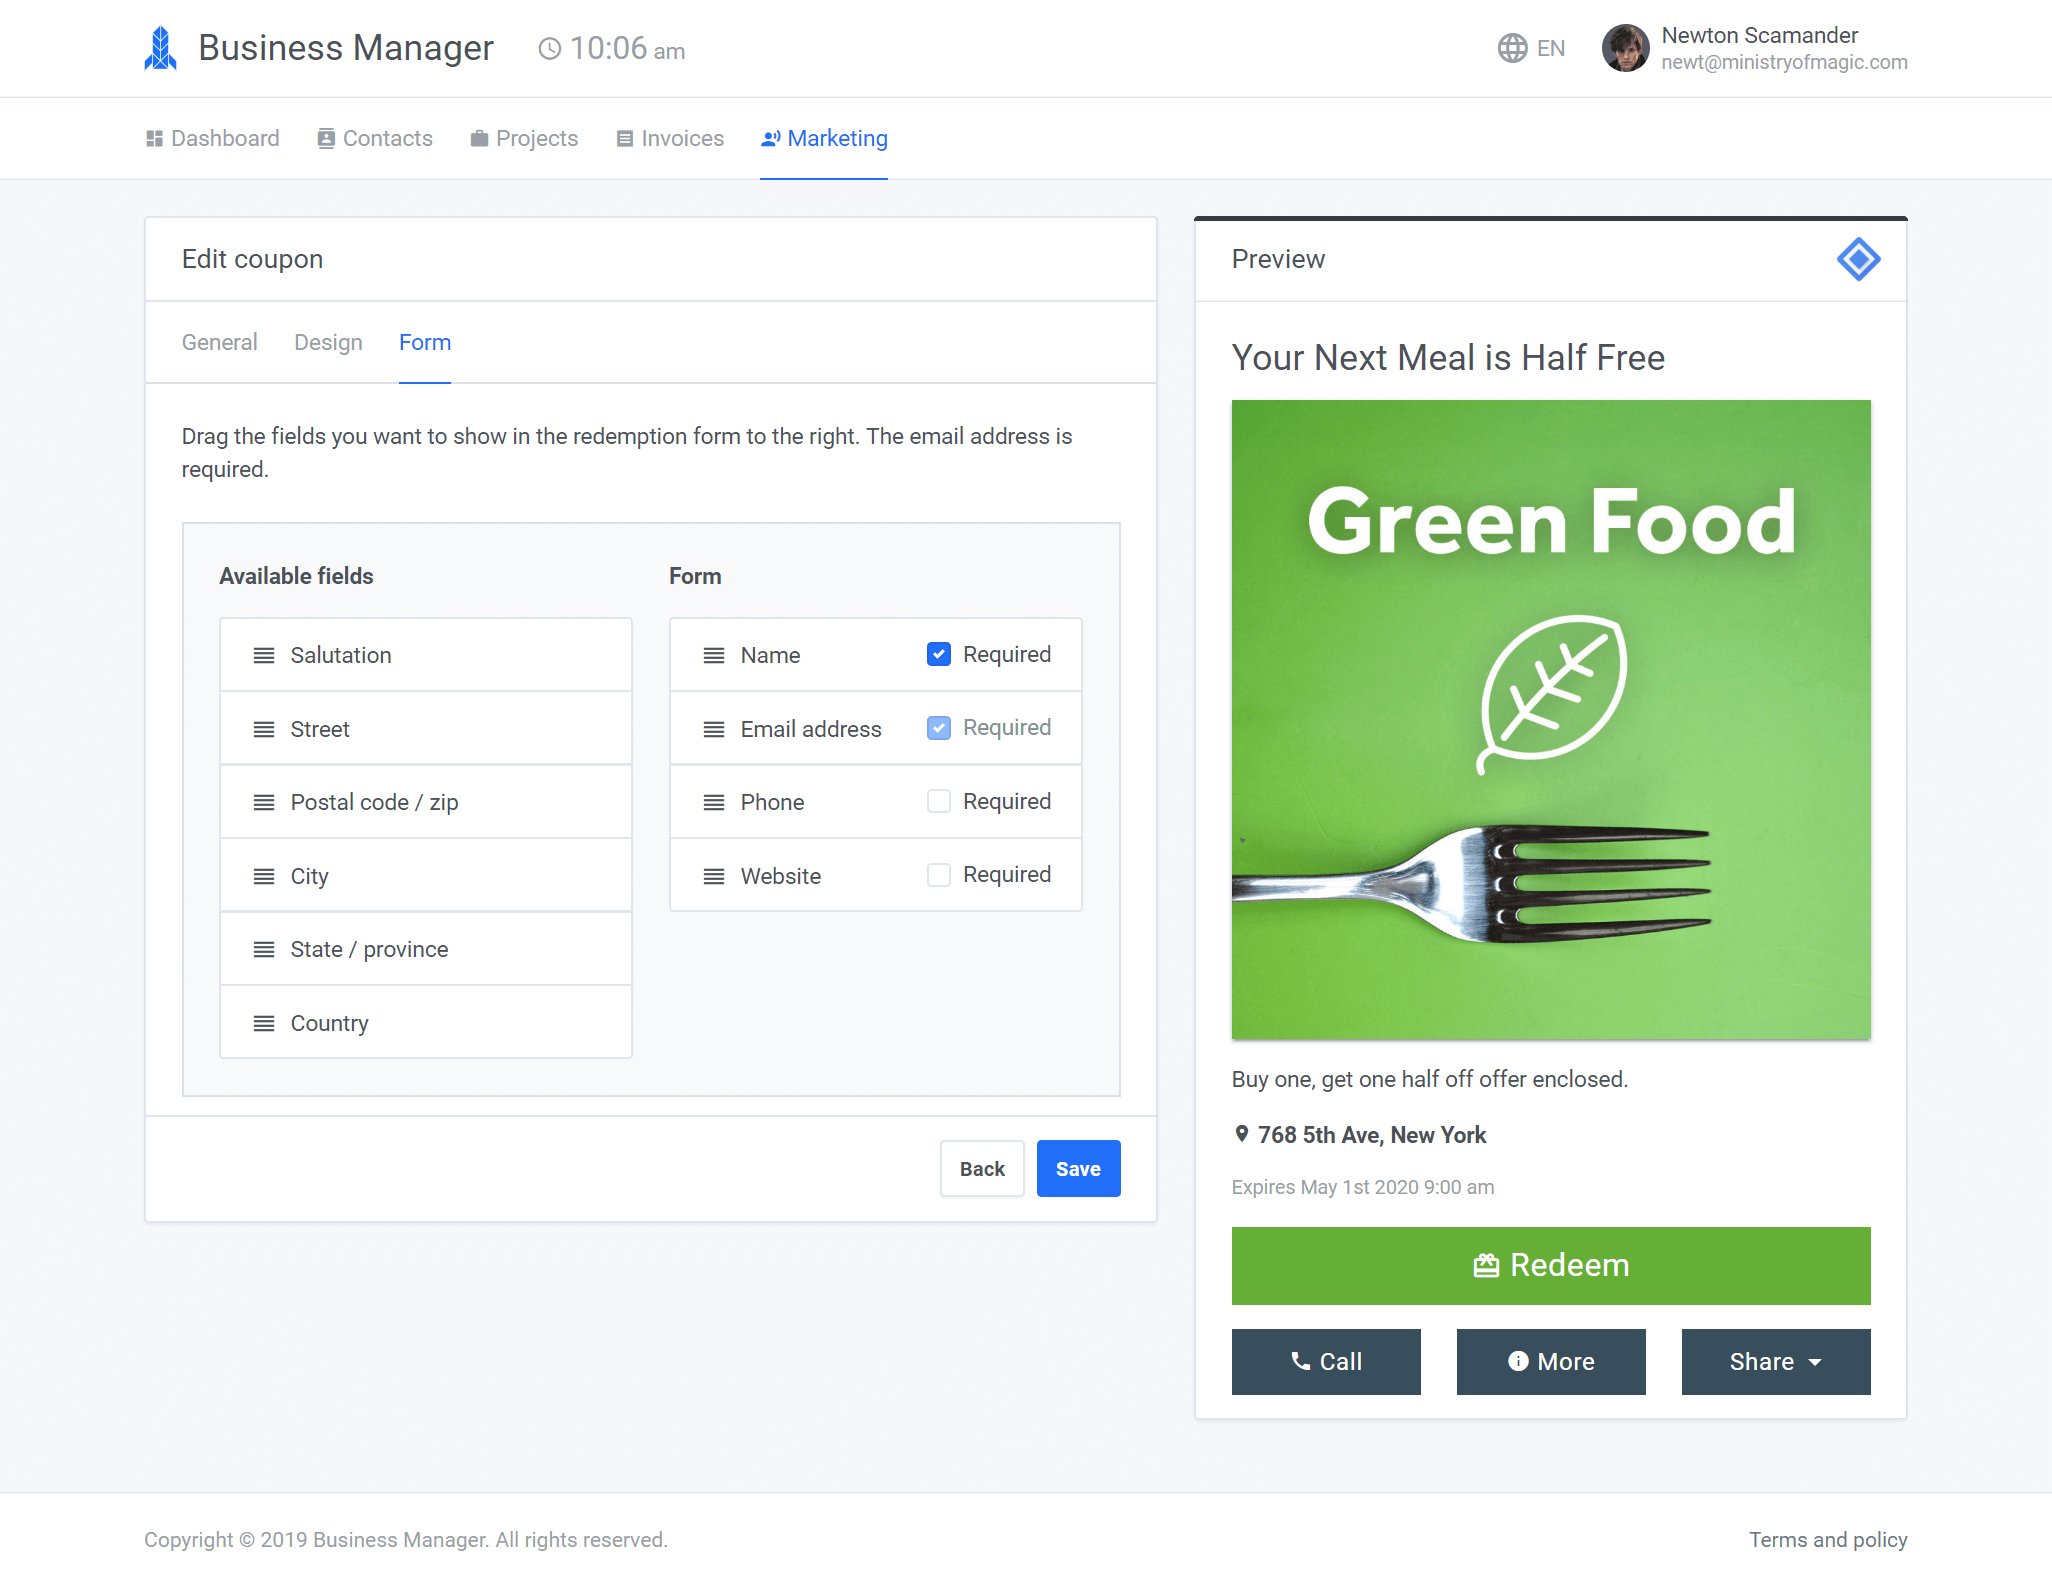 Business Manager
10:06 am
EN
Newton Scamander
newt@ministryofmagic.com
Dashboard
Contacts
Projects
Invoices
Marketing
Edit coupon
General
Design
Form
Drag the fields you want to show in the redemption form to the right. The email address is
required.
Available fields
Salutation
Street
Postal code / zip
City
State / province
Country
Form
Name
Required
Email address
Required
Phone
Required
Website
Required
Back
Save
Preview
Your Next Meal is Half Free
Green Food
Buy one, get one half off offer enclosed.
768 5th Ave, New York
Expires May 1st 2020 9:00 am
Redeem
Call
More
Share
Copyright © 2019 Business Manager. All rights reserved.
Terms and policy